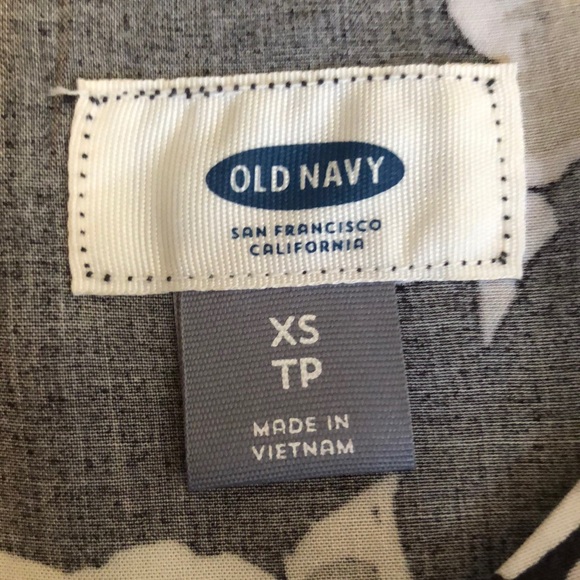 OLD NAVY
SAN FRANCISCO
CALIFORNIA
XS
TP
MADE IN
VIETNAM